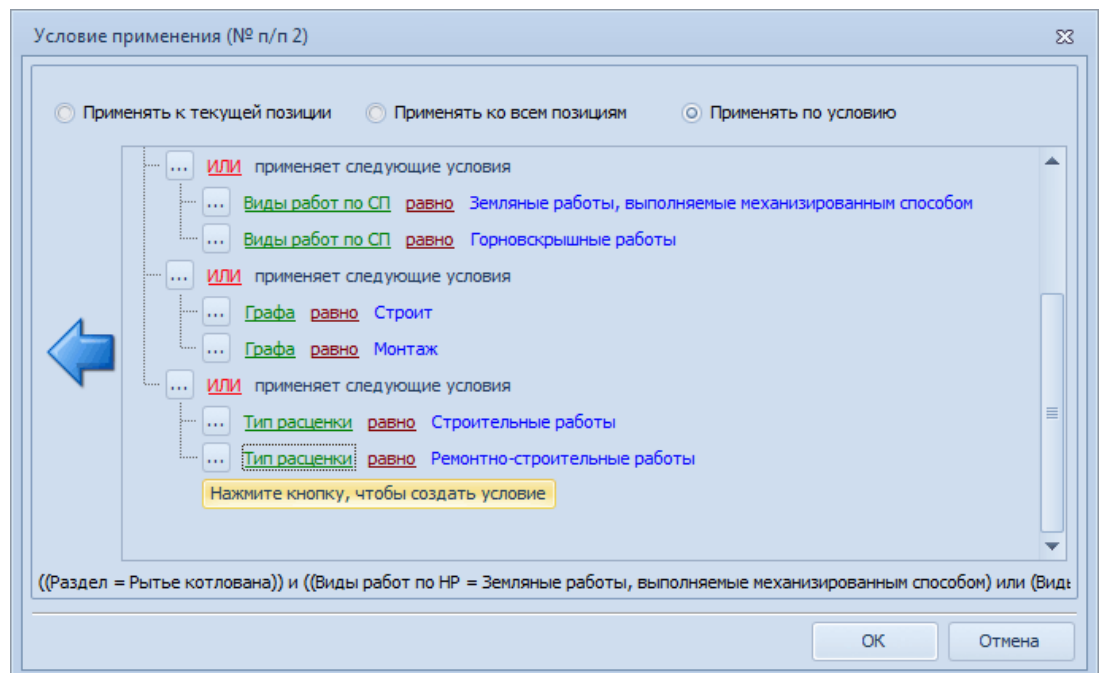 Условие применения (№ п/п 2)
Применять к текущей позиции Применять ко всем позициям Применять по условию
... ИЛИ применяет следующие условия
... Виды работ по СП равно Земляные работы, выполняемые механизированным способом
... Виды работ по СП равно Горновскрышные работы
... ИЛИ применяет следующие условия
... Графа равно Строит
... Графа равно Монтаж
... ИЛИ применяет следующие условия
... Тип расценки равно Строительные работы
... Тип расценки равно Ремонтно-строительные работы
Нажмите кнопку, чтобы создать условие
((Раздел = Рытье котлована)) и ((Виды работ по НР = Земляные работы, выполняемые механизированным способом) или (Виды
ОК Отмена